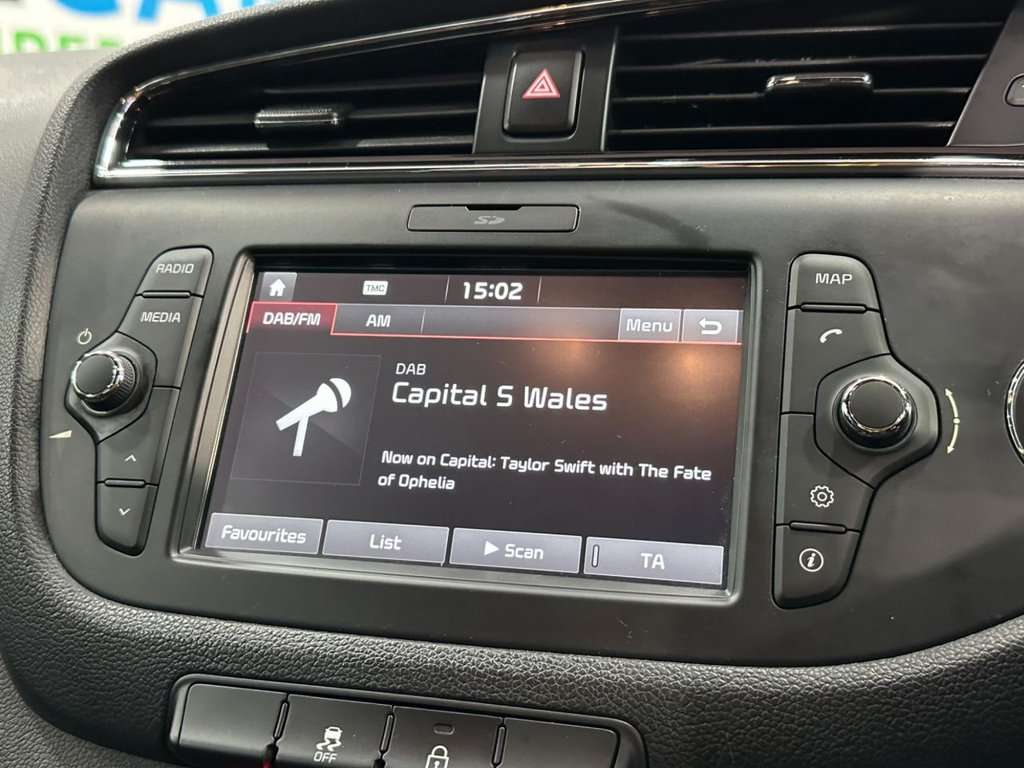 SD
RADIO
MEDIA
TMC
15:02
DAB/FM
AM
Menu
DAB
Capital S Wales
Now on Capital: Taylor Swift with The Fate
of Ophelia
Favourites
List
Scan
TA
MAP
i
OFF